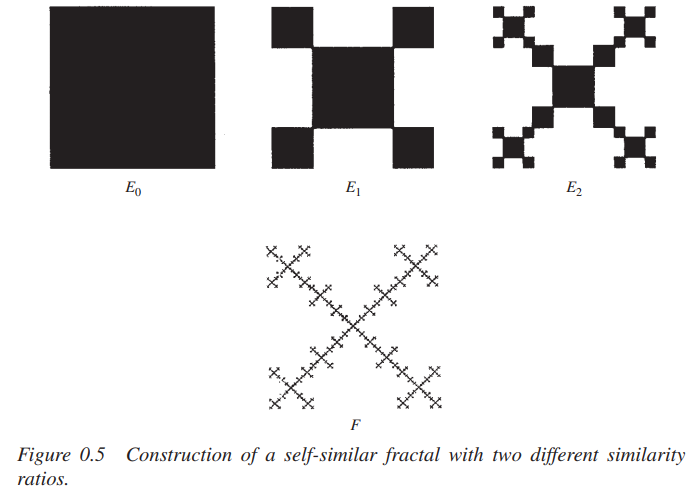 E₀ E₁ E₂
F
Figure 0.5 Construction of a self-similar fractal with two different similarity
ratios.